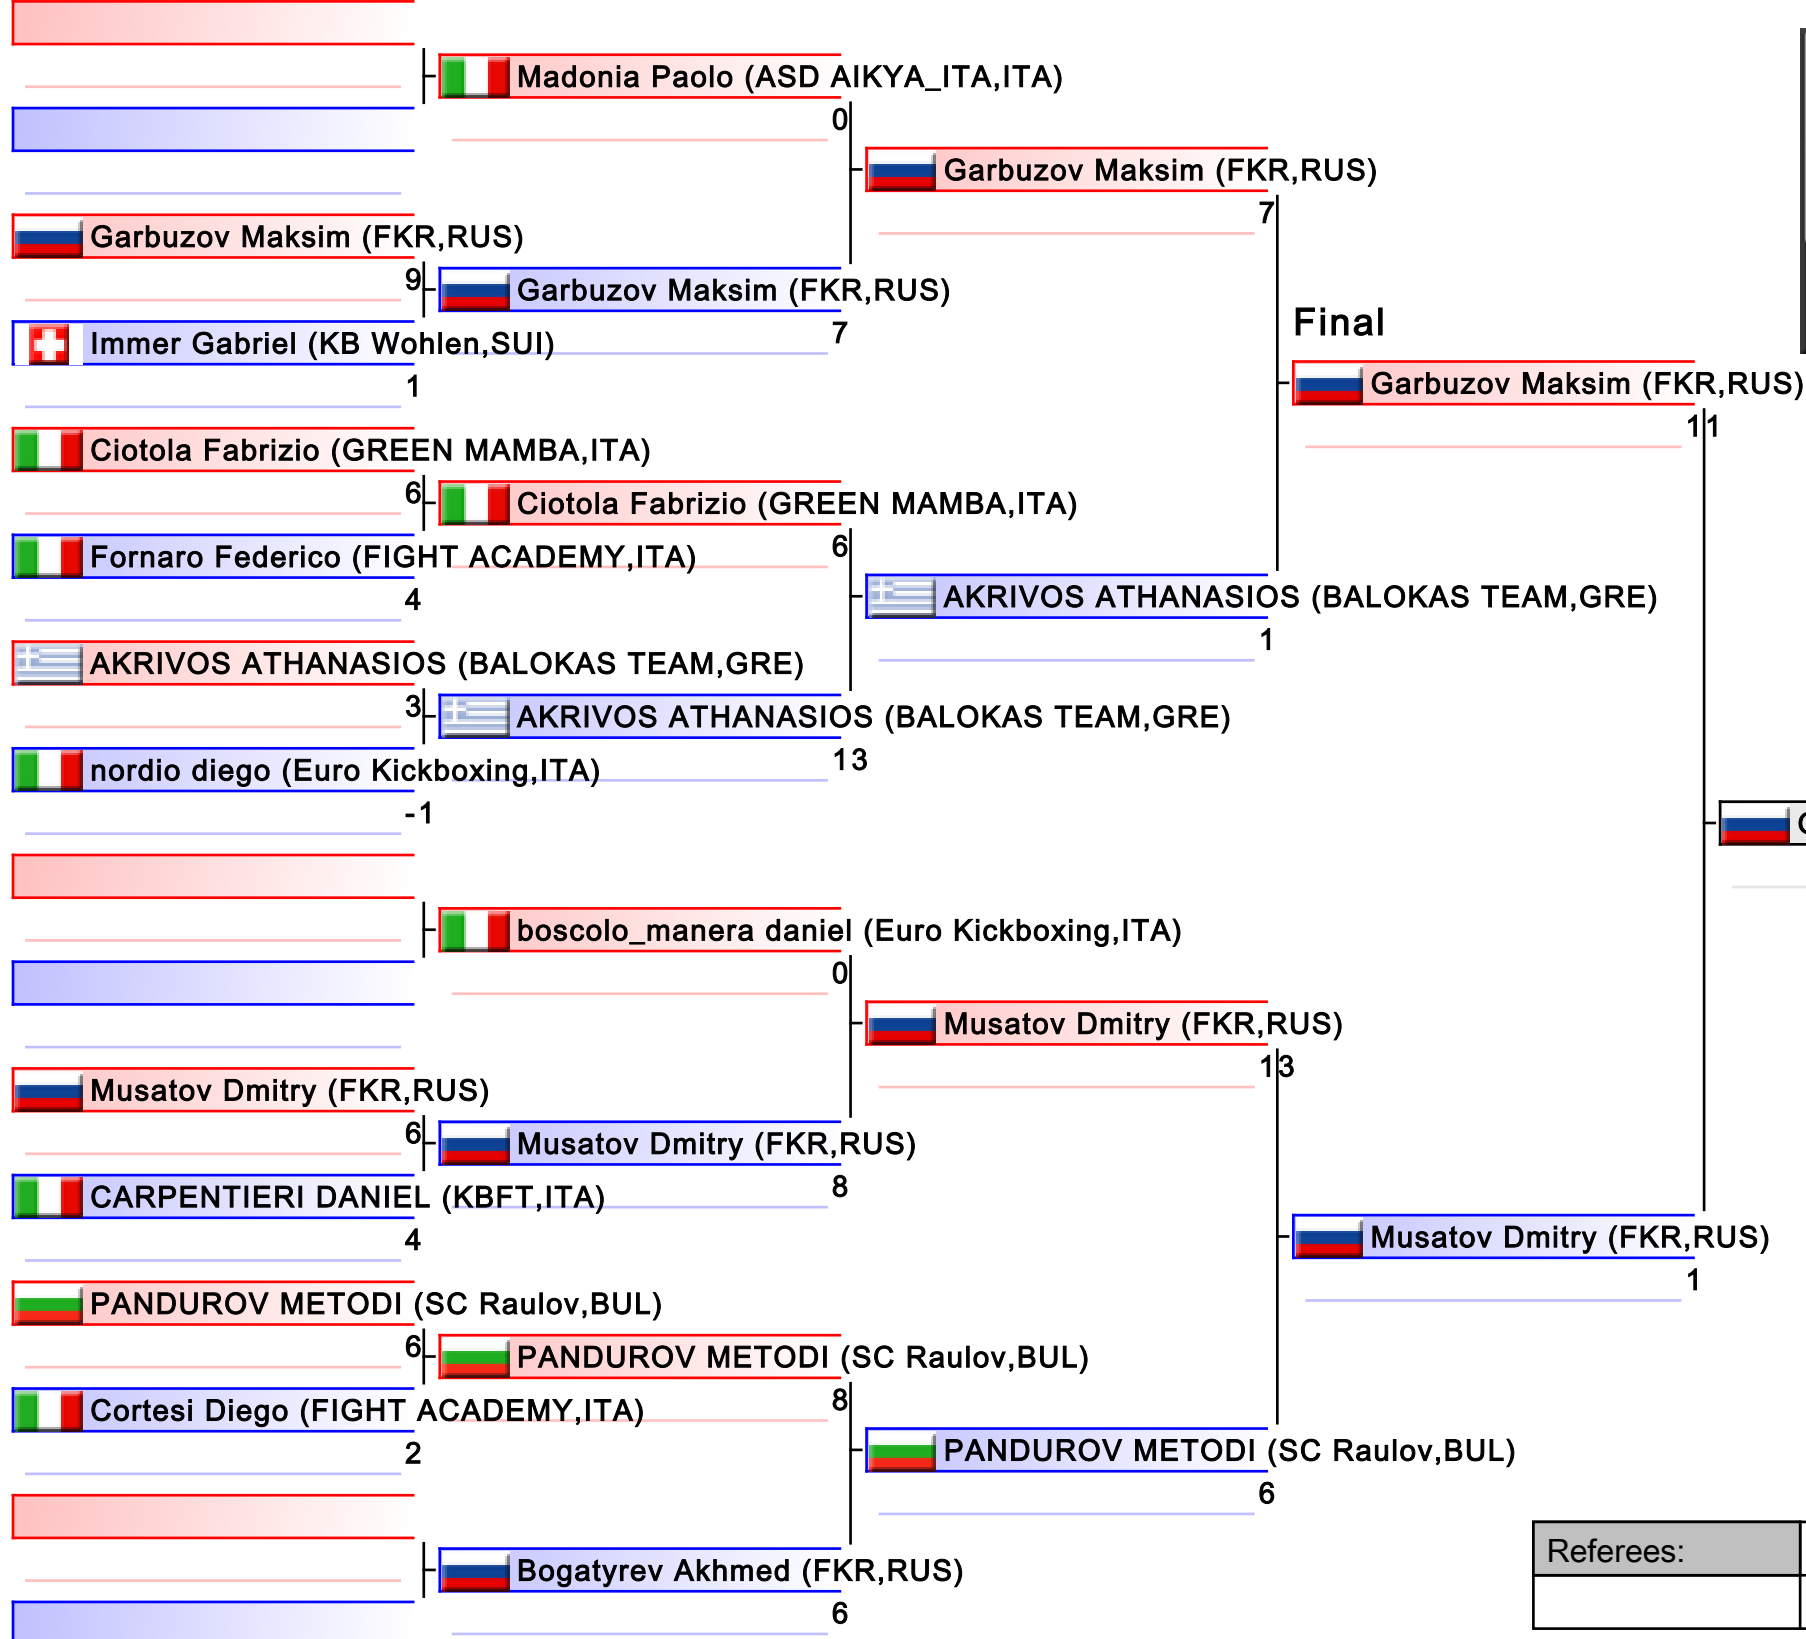 Madonia Paolo (ASD AIKYA_ITA,ITA)
0
Garbuzov Maksim (FKR,RUS)
7
Garbuzov Maksim (FKR,RUS)
9
Garbuzov Maksim (FKR,RUS)
7
Immer Gabriel (KB Wohlen,SUI)
1
Final
Garbuzov Maksim (FKR,RUS)
11
Ciotola Fabrizio (GREEN MAMBA,ITA)
6
Ciotola Fabrizio (GREEN MAMBA,ITA)
6
Fornaro Federico (FIGHT ACADEMY,ITA)
4
AKRIVOS ATHANASIOS (BALOKAS TEAM,GRE)
1
AKRIVOS ATHANASIOS (BALOKAS TEAM,GRE)
3
AKRIVOS ATHANASIOS (BALOKAS TEAM,GRE)
13
nordio diego (Euro Kickboxing,ITA)
-1
boscolo_manera daniel (Euro Kickboxing,ITA)
0
Musatov Dmitry (FKR,RUS)
13
Musatov Dmitry (FKR,RUS)
6
Musatov Dmitry (FKR,RUS)
8
CARPENTIERI DANIEL (KBFT,ITA)
4
Musatov Dmitry (FKR,RUS)
1
PANDUROV METODI (SC Raulov,BUL)
6
PANDUROV METODI (SC Raulov,BUL)
8
Cortesi Diego (FIGHT ACADEMY,ITA)
2
PANDUROV METODI (SC Raulov,BUL)
6
Bogatyrev Akhmed (FKR,RUS)
6
Referees: